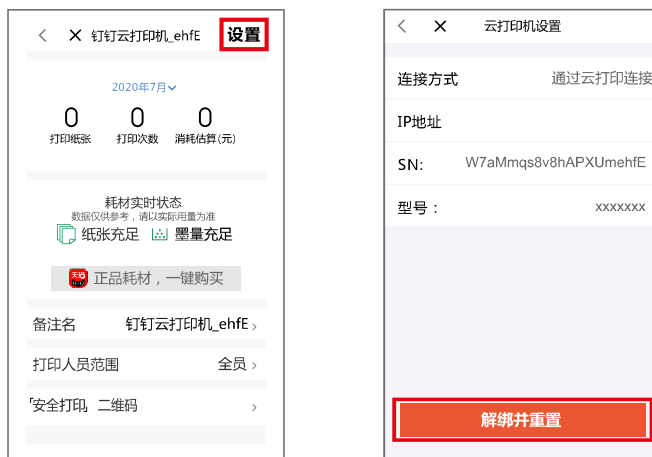 钉钉云打印机_ehfE 设置
2020年7月
0 0 0
打印纸张 打印次数 消耗估算(元)
耗材实时状态
数据仅供参考，请以实际用量为准
纸张充足 墨量充足
天猫 正品耗材，一键购买
备注名 钉钉云打印机_ehfE
打印人员范围 全员
「安全打印」二维码
云打印机设置
连接方式 通过云打印连接
IP地址
SN: W7aMmqs8v8hAPXUmehfE
型号： xxxxxxx
解绑并重置